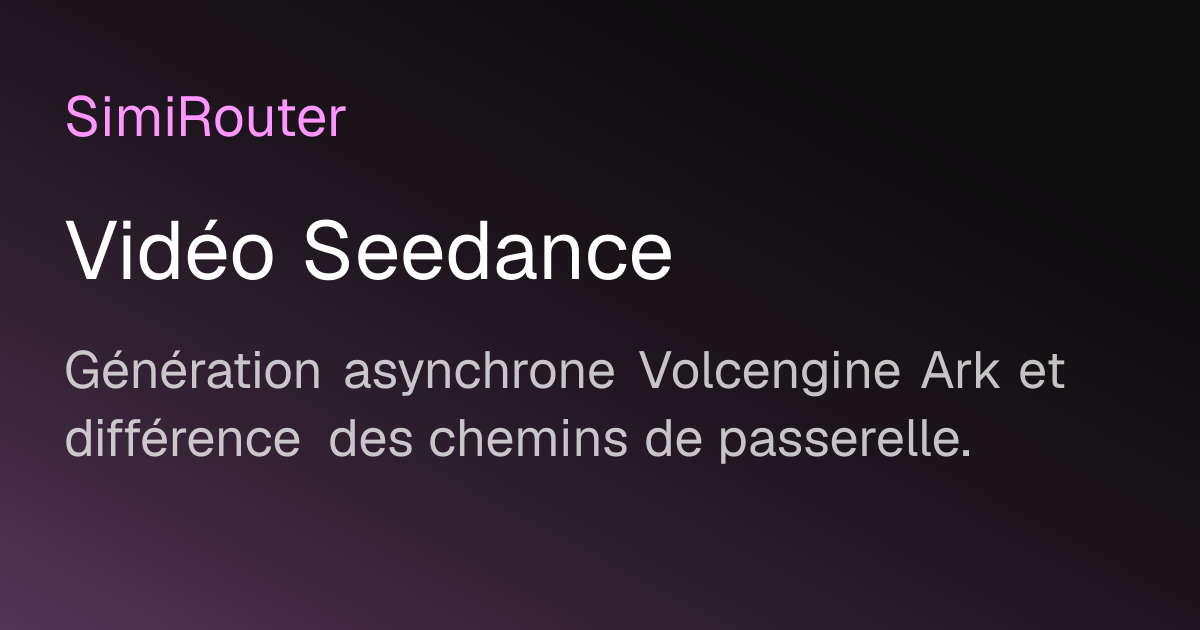 SimiRouter
Vidéo Seedance
Génération asynchrone Volcengine Ark et
différence des chemins de passerelle.